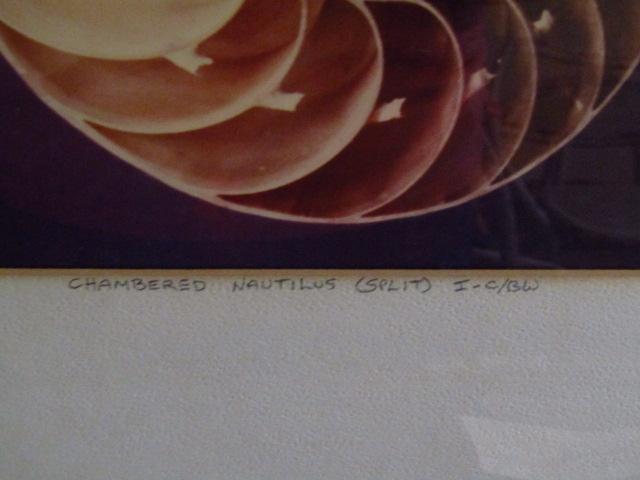 CHAMBERED NAUTILUS (SPLIT) I-C/BW